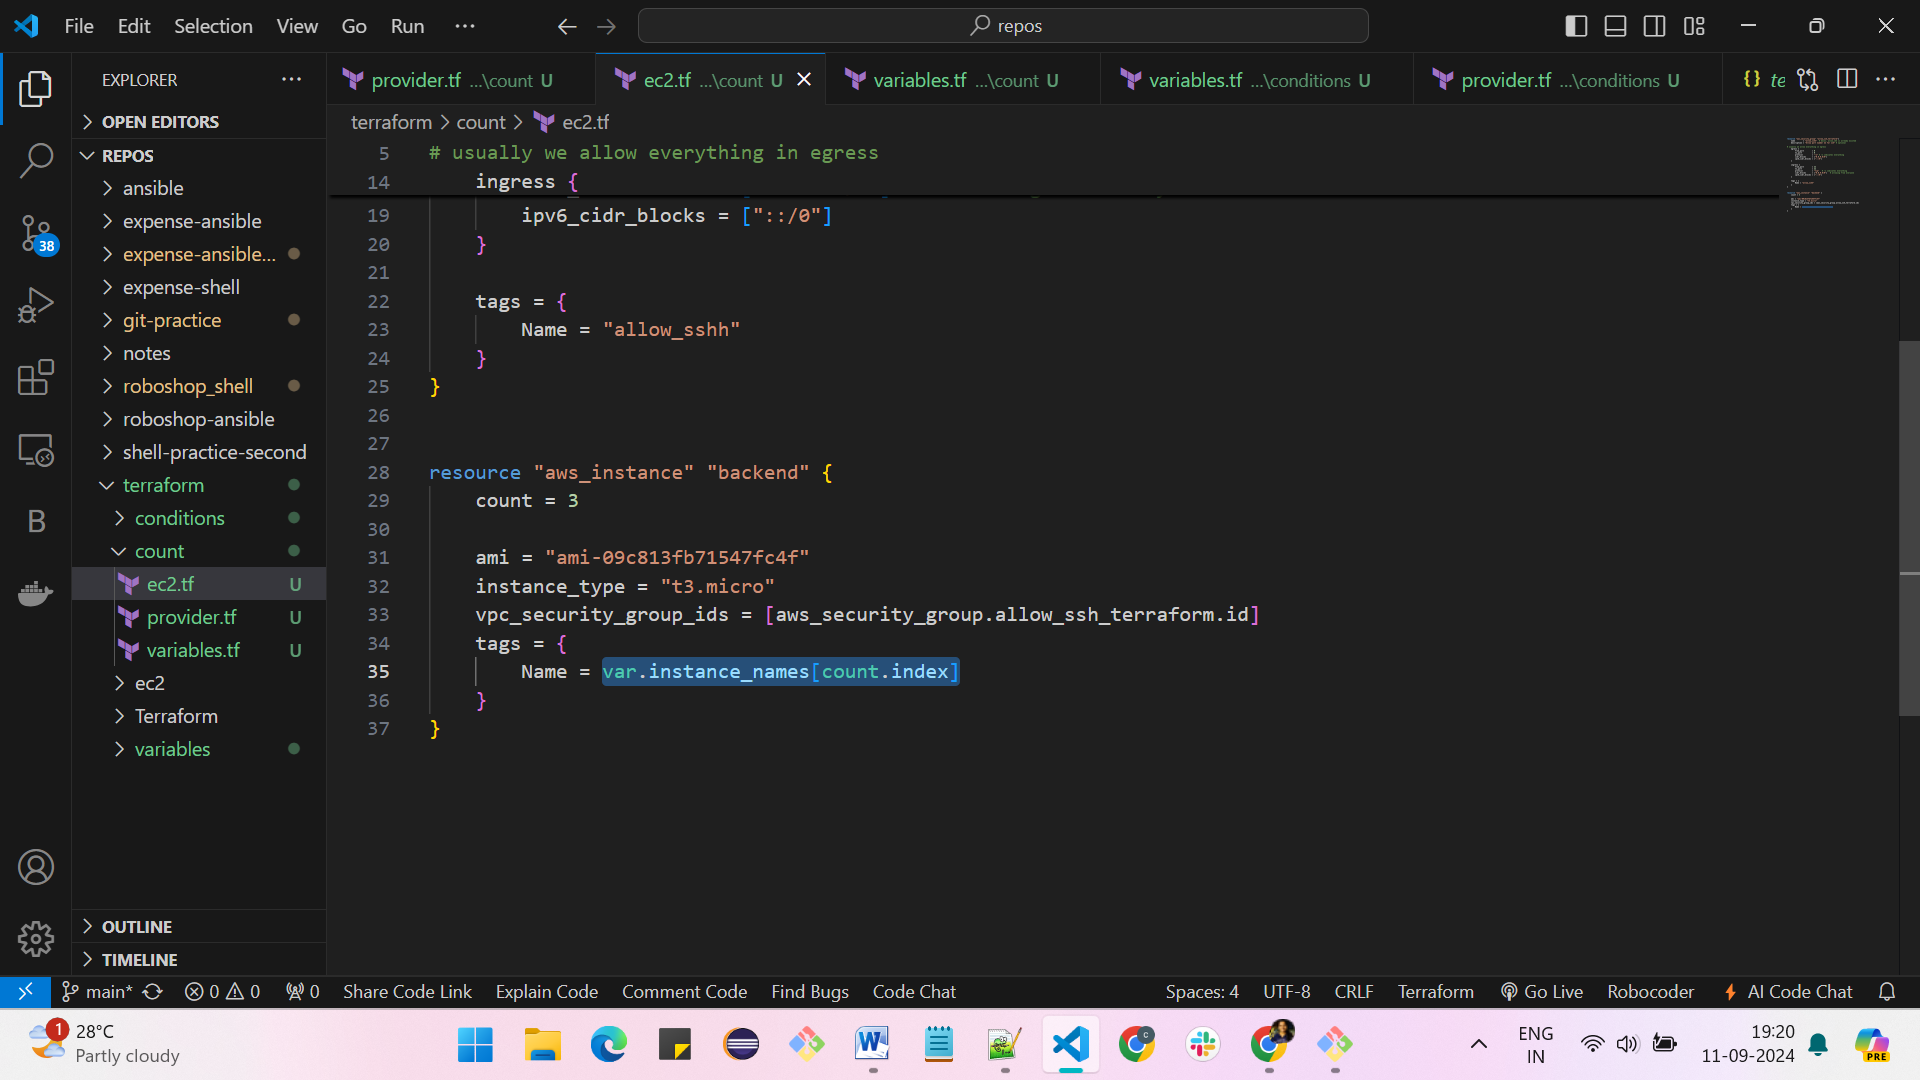 File Edit Selection View Go Run ···
repos
EXPLORER ···
OPEN EDITORS
REPOS
ansible
expense-ansible
expense-ansible...
expense-shell
git-practice
notes
roboshop_shell
roboshop-ansible
shell-practice-second
terraform
conditions
count
ec2.tf U
provider.tf U
variables.tf U
ec2
Terraform
variables
OUTLINE
TIMELINE
38
B
provider.tf ...\count U
ec2.tf ...\count U
variables.tf ...\count U
variables.tf ...\conditions U
provider.tf ...\conditions U
{} te
terraform > count > ec2.tf
5 # usually we allow everything in egress
14 ingress {
19 ipv6_cidr_blocks = ["::/0"]
20 }
21
22 tags = {
23 Name = "allow_sshh"
24 }
25 }
26
27
28 resource "aws_instance" "backend" {
29 count = 3
30
31 ami = "ami-09c813fb71547fc4f"
32 instance_type = "t3.micro"
33 vpc_security_group_ids = [aws_security_group.allow_ssh_terraform.id]
34 tags = {
35 Name = var.instance_names[count.index]
36 }
37 }
main* 0 0 0 Share Code Link Explain Code Comment Code Find Bugs Code Chat Spaces: 4 UTF-8 CRLF Terraform Go Live Robocoder AI Code Chat
1 28°C
Partly cloudy
ENG
IN
19:20
11-09-2024
PRE